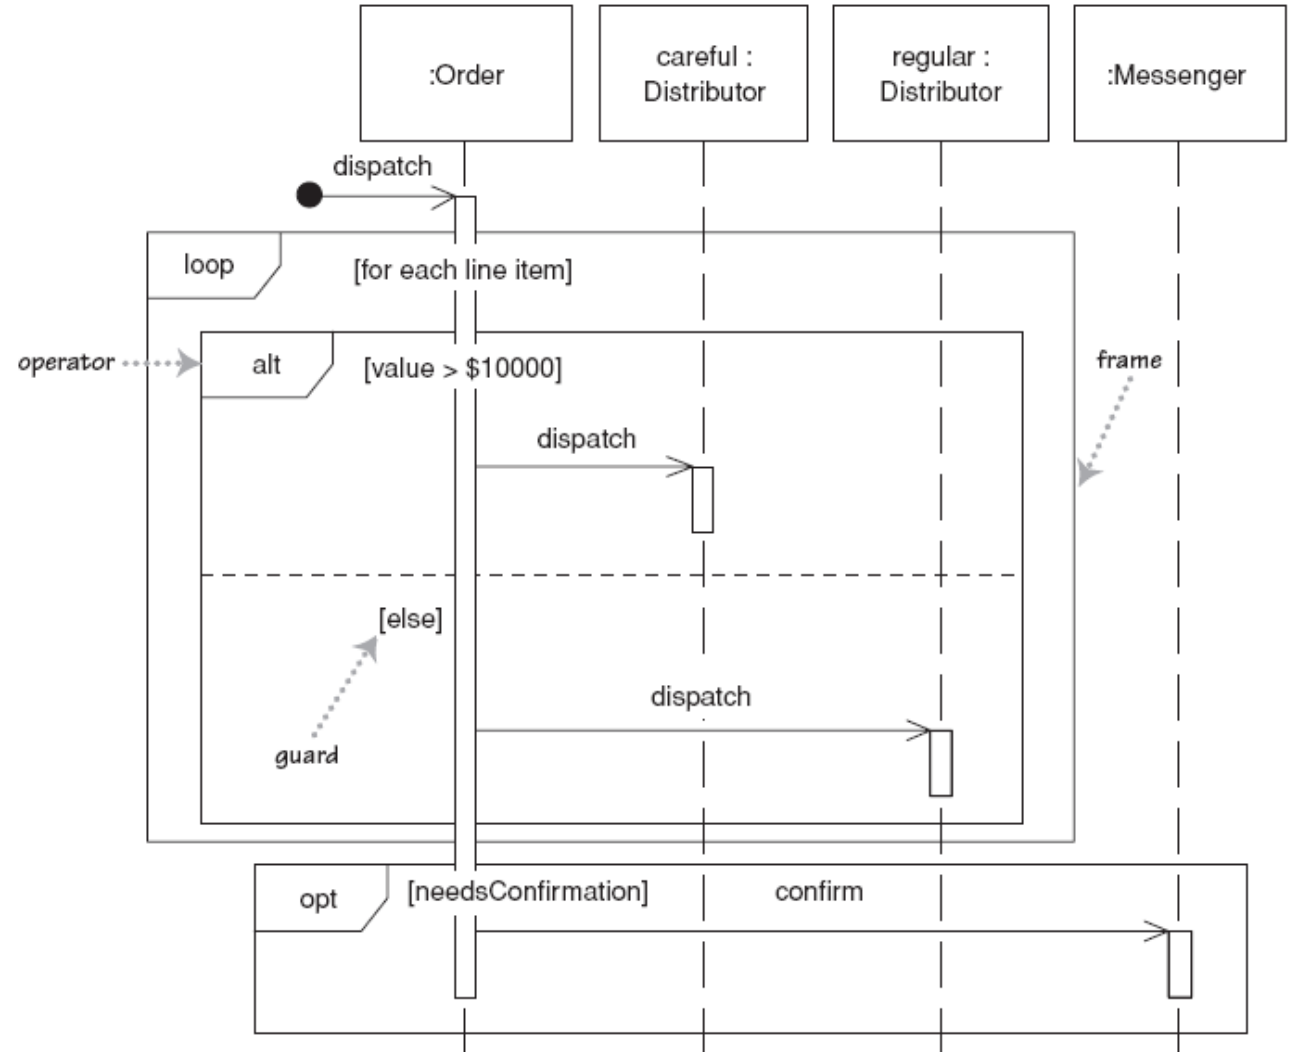 :Order
careful :
Distributor
regular :
Distributor
:Messenger
dispatch
loop
[for each line item]
operator
alt
[value > $10000]
frame
dispatch
[else]
dispatch
guard
opt
[needsConfirmation]
confirm